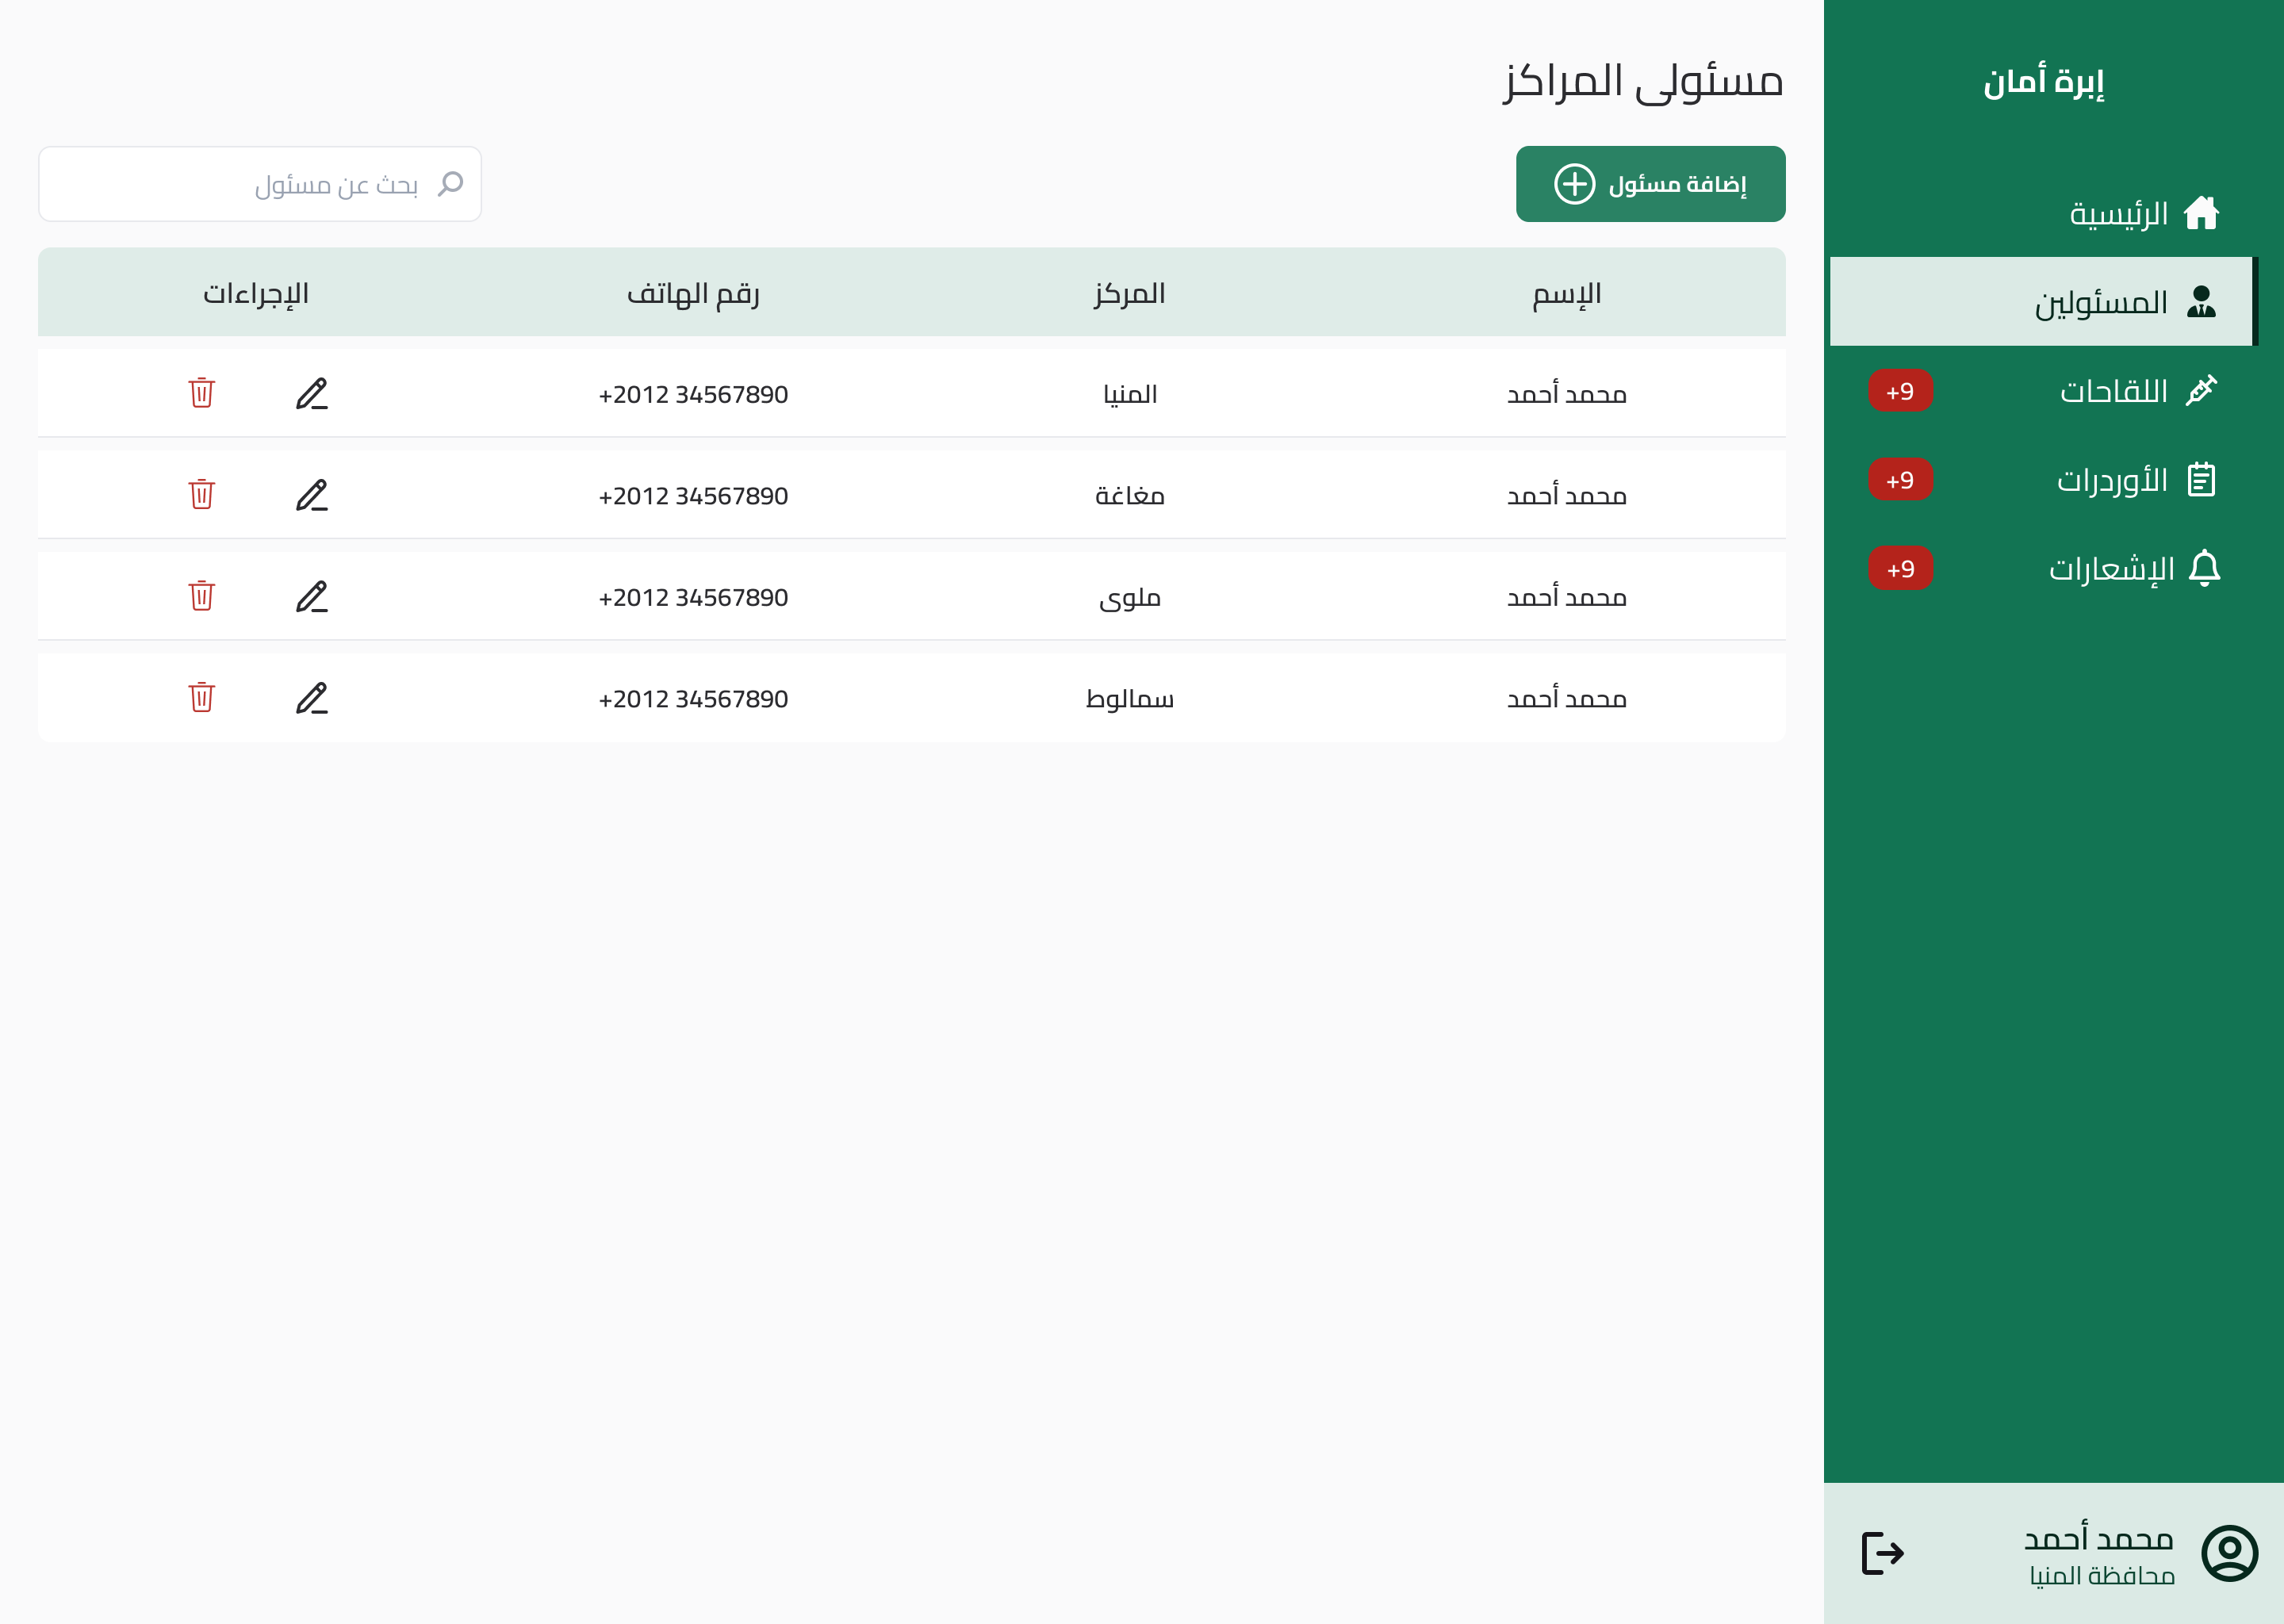 إبرة أمان
الرئيسية
المسئولين
اللقاحات
+9
الأوردرات
+9
الإشعارات
+9
محمد أحمد
محافظة المنيا
مسئولى المراكز
إضافة مسئول
بحث عن مسئول
الإسم المركز رقم الهاتف الإجراءات
محمد أحمد المنيا +2012 34567890
محمد أحمد مغاغة +2012 34567890
محمد أحمد ملوى +2012 34567890
محمد أحمد سمالوط +2012 34567890